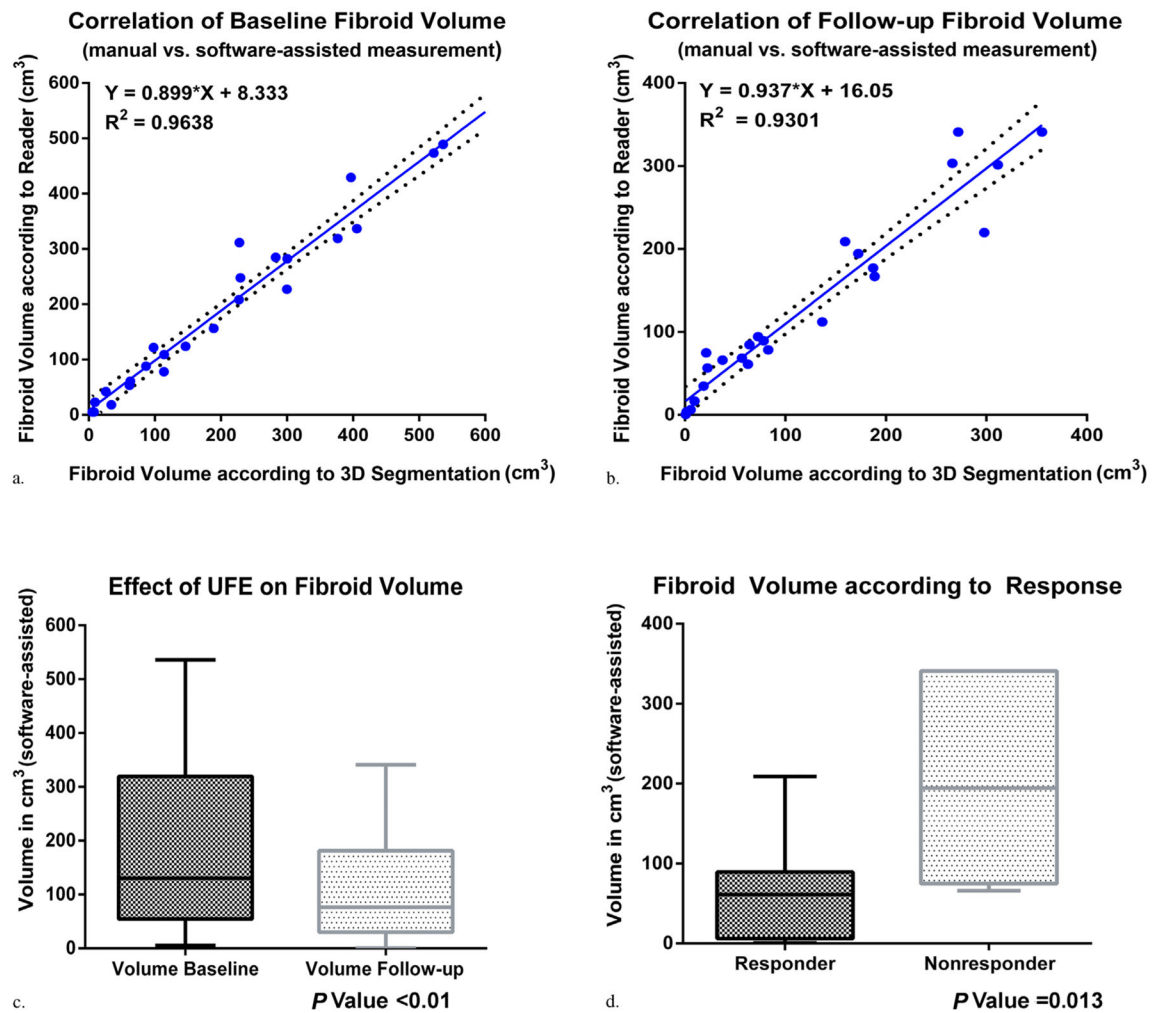 Correlation of Baseline Fibroid Volume
(manual vs. software-assisted measurement)
Fibroid Volume according to Reader (cm³)
600
500
400
300
200
100
0
Y = 0.899*X + 8.333
R² = 0.9638
0 100 200 300 400 500 600
Fibroid Volume according to 3D Segmentation (cm³)
a.
Correlation of Follow-up Fibroid Volume
(manual vs. software-assisted measurement)
Fibroid Volume according to Reader (cm³)
400
300
200
100
0
Y = 0.937*X + 16.05
R² = 0.9301
0 100 200 300 400
Fibroid Volume according to 3D Segmentation (cm³)
b.
Effect of UFE on Fibroid Volume
Volume in cm³ (software-assisted)
600
500
400
300
200
100
0
Volume Baseline Volume Follow-up
P Value <0.01
c.
Fibroid Volume according to Response
Volume in cm³ (software-assisted)
400
300
200
100
0
Responder Nonresponder
P Value =0.013
d.